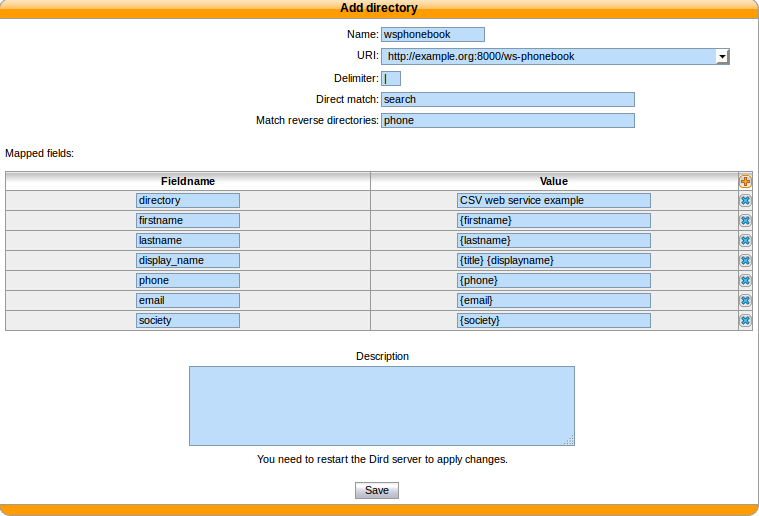 Add directory
Name: wsphonebook
URI: http://example.org:8000/ws-phonebook
Delimiter: |
Direct match: search
Match reverse directories: phone
Mapped fields:
Fieldname Value
directory CSV web service example
firstname {firstname}
lastname {lastname}
display_name {title} {displayname}
phone {phone}
email {email}
society {society}
Description
You need to restart the Dird server to apply changes.
Save